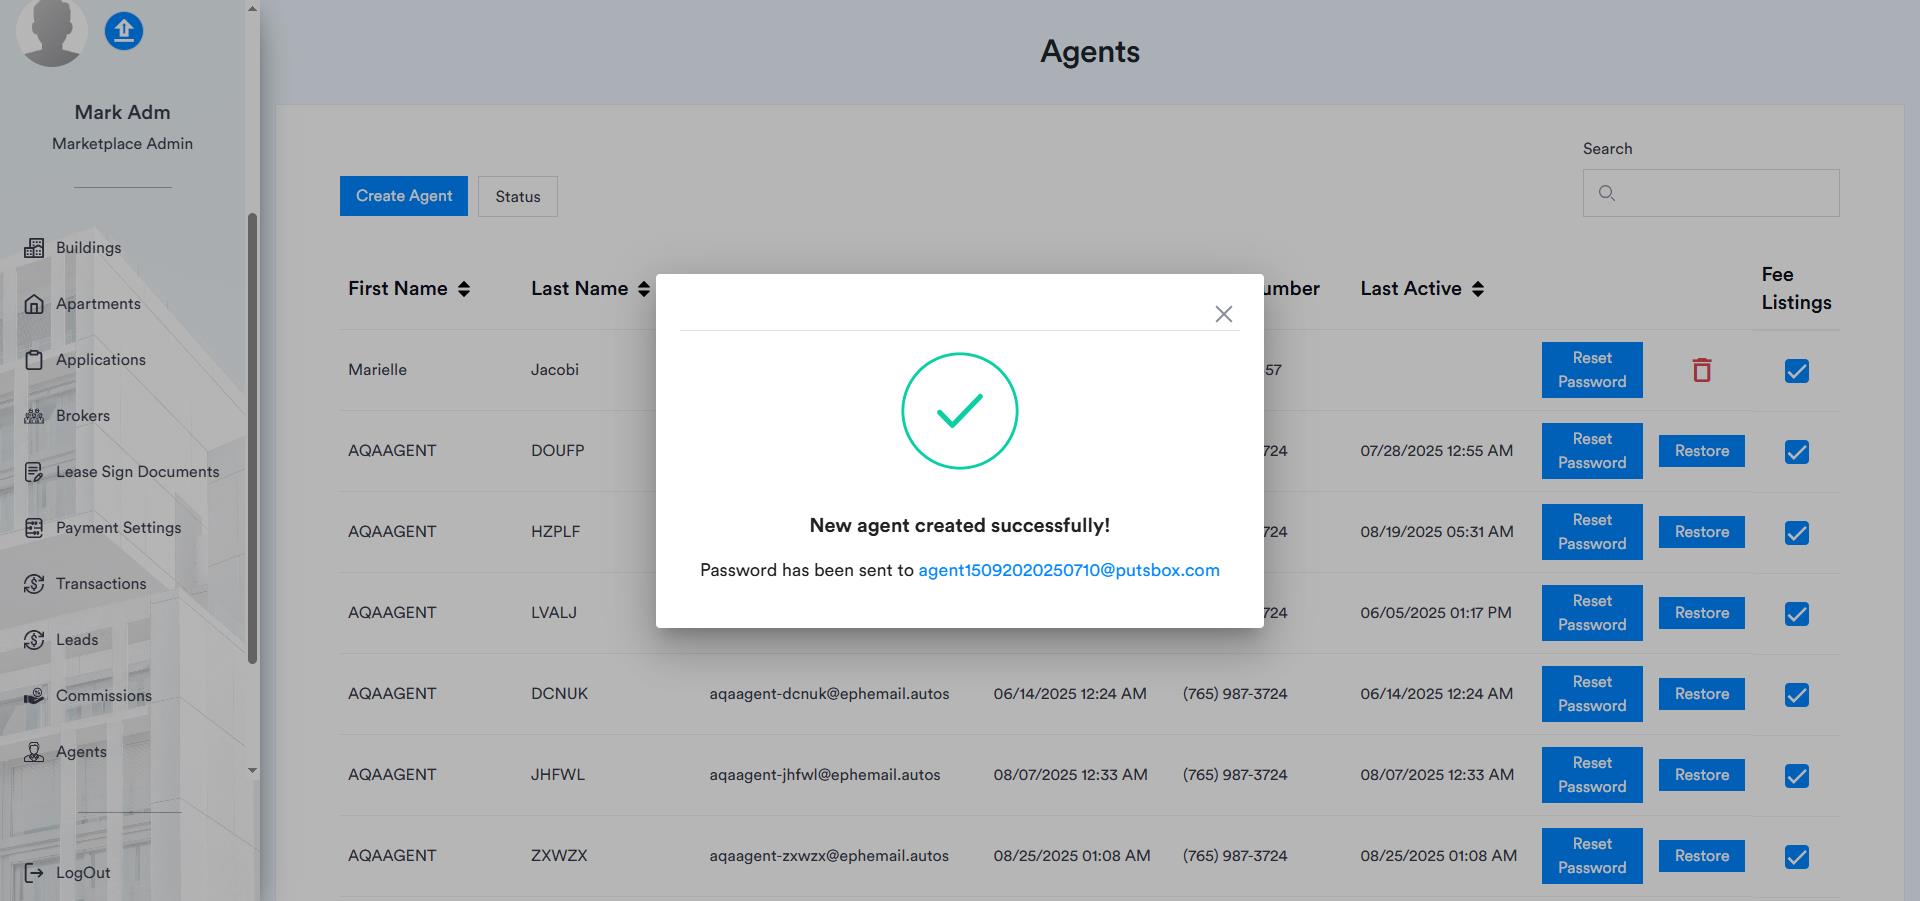 Agents
Mark Adm
Marketplace Admin
Buildings
Apartments
Applications
Brokers
Lease Sign Documents
Payment Settings
Transactions
Leads
Commissions
Agents
LogOut
Search
Create Agent Status
First Name Last Name umber Last Active Fee Listings
Marielle Jacobi 57 Reset Password
AQAAGENT DOUFP 724 07/28/2025 12:55 AM Reset Password Restore
AQAAGENT HZPLF 724 08/19/2025 05:31 AM Reset Password Restore
AQAAGENT LVALJ 724 06/05/2025 01:17 PM Reset Password Restore
AQAAGENT DCNUK aqaagent-dcnuk@ephemail.autos 06/14/2025 12:24 AM (765) 987-3724 06/14/2025 12:24 AM Reset Password Restore
AQAAGENT JHFWL aqaagent-jhfwl@ephemail.autos 08/07/2025 12:33 AM (765) 987-3724 08/07/2025 12:33 AM Reset Password Restore
AQAAGENT ZXWZX aqaagent-zxwzx@ephemail.autos 08/25/2025 01:08 AM (765) 987-3724 08/25/2025 01:08 AM Reset Password Restore
New agent created successfully!
Password has been sent to agent15092020250710@putsbox.com